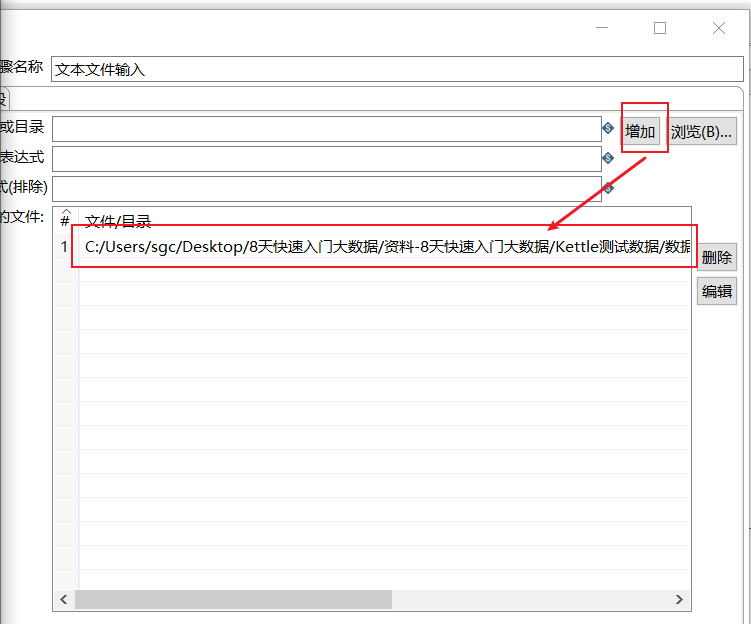 骤名称 文本文件输入
段
或目录 增加 浏览(B)...
表达式
式(排除)
的文件: # 文件/目录
1 C:/Users/sgc/Desktop/8天快速入门大数据/资料-8天快速入门大数据/Kettle测试数据/数据
删除
编辑